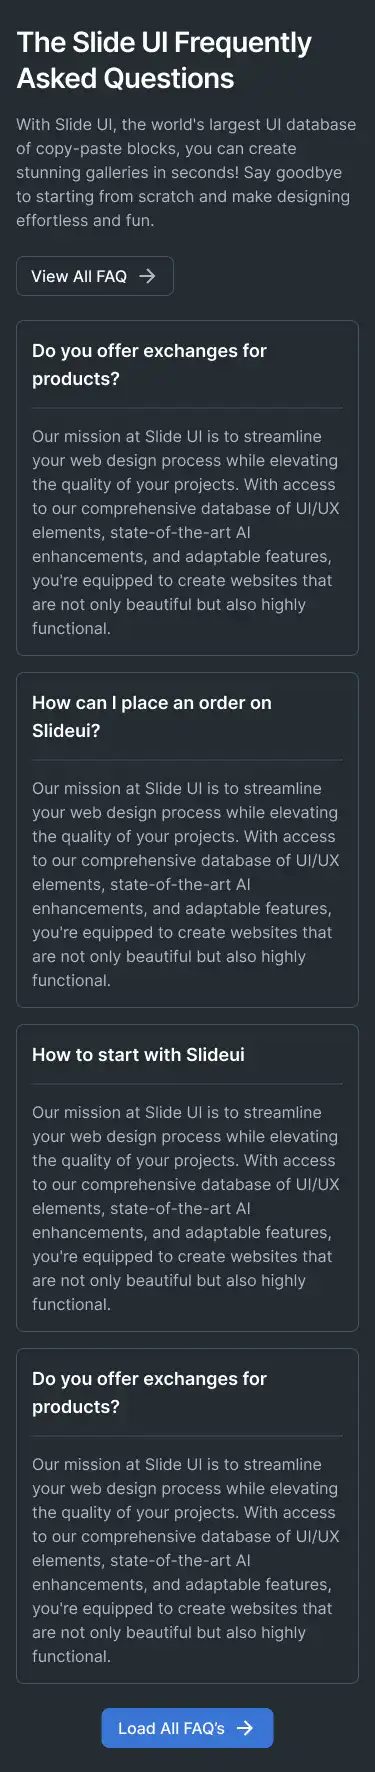 The Slide UI Frequently
Asked Questions
With Slide UI, the world's largest UI database
of copy-paste blocks, you can create
stunning galleries in seconds! Say goodbye
to starting from scratch and make designing
effortless and fun.
View All FAQ
Do you offer exchanges for
products?
Our mission at Slide UI is to streamline
your web design process while elevating
the quality of your projects. With access
to our comprehensive database of UI/UX
elements, state-of-the-art AI
enhancements, and adaptable features,
you're equipped to create websites that
are not only beautiful but also highly
functional.
How can I place an order on
Slideui?
Our mission at Slide UI is to streamline
your web design process while elevating
the quality of your projects. With access
to our comprehensive database of UI/UX
elements, state-of-the-art AI
enhancements, and adaptable features,
you're equipped to create websites that
are not only beautiful but also highly
functional.
How to start with Slideui
Our mission at Slide UI is to streamline
your web design process while elevating
the quality of your projects. With access
to our comprehensive database of UI/UX
elements, state-of-the-art AI
enhancements, and adaptable features,
you're equipped to create websites that
are not only beautiful but also highly
functional.
Do you offer exchanges for
products?
Our mission at Slide UI is to streamline
your web design process while elevating
the quality of your projects. With access
to our comprehensive database of UI/UX
elements, state-of-the-art AI
enhancements, and adaptable features,
you're equipped to create websites that
are not only beautiful but also highly
functional.
Load All FAQ's